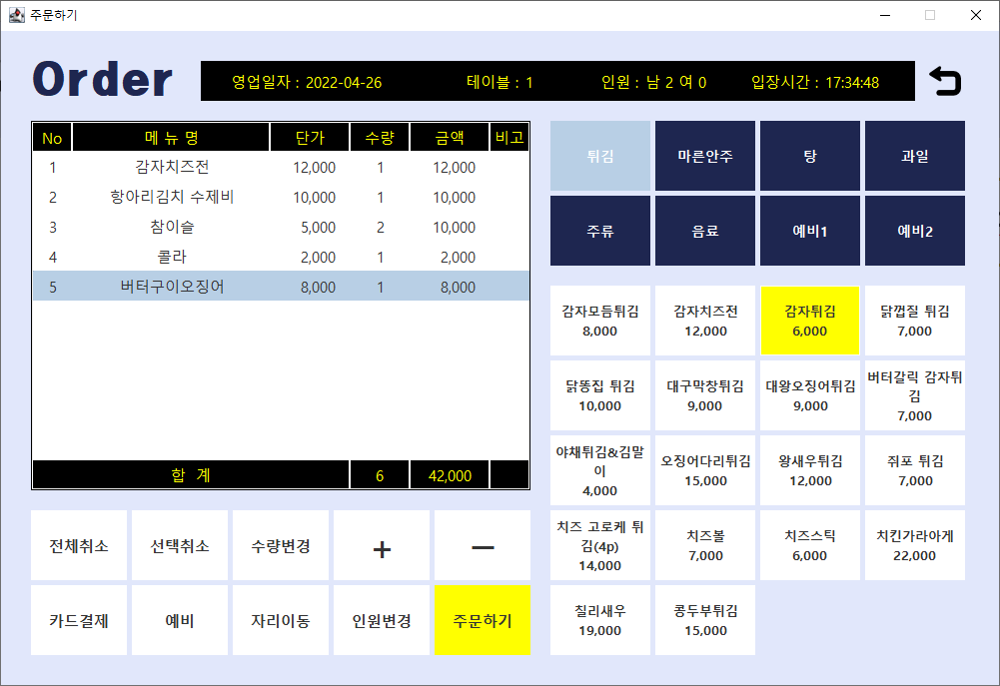 주문하기
Order
영업일자 : 2022-04-26 테이블 : 1 인원 : 남 2 여 0 입장시간 : 17:34:48
No 메 뉴 명 단가 수량 금액 비고
1 감자치즈전 12,000 1 12,000
2 항아리김치 수제비 10,000 1 10,000
3 참이슬 5,000 2 10,000
4 콜라 2,000 1 2,000
5 버터구이오징어 8,000 1 8,000
합 계 6 42,000
전체취소 선택취소 수량변경 + −
카드결제 예비 자리이동 인원변경 주문하기
튀김 마른안주 탕 과일
주류 음료 예비1 예비2
감자모듬튀김 감자치즈전 감자튀김 닭껍질 튀김
8,000 12,000 6,000 7,000
닭똥집 튀김 대구막창튀김 대왕오징어튀김 버터갈릭 감자튀
김
10,000 9,000 9,000 7,000
야채튀김&김말 오징어다리튀김 왕새우튀김 쥐포 튀김
이
4,000 15,000 12,000 7,000
치즈 고로케 튀 치즈볼 치즈스틱 치킨가라아게
김(4p)
14,000 7,000 6,000 22,000
칠리새우 콩두부튀김
19,000 15,000